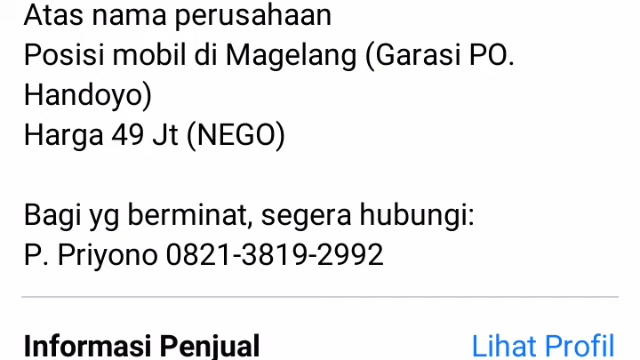 Atas nama perusahaan
Posisi mobil di Magelang (Garasi PO.
Handoyo)
Harga 49 Jt (NEGO)
Bagi yg berminat, segera hubungi:
P. Priyono 0821-3819-2992
Informasi Penjual
Lihat Profil